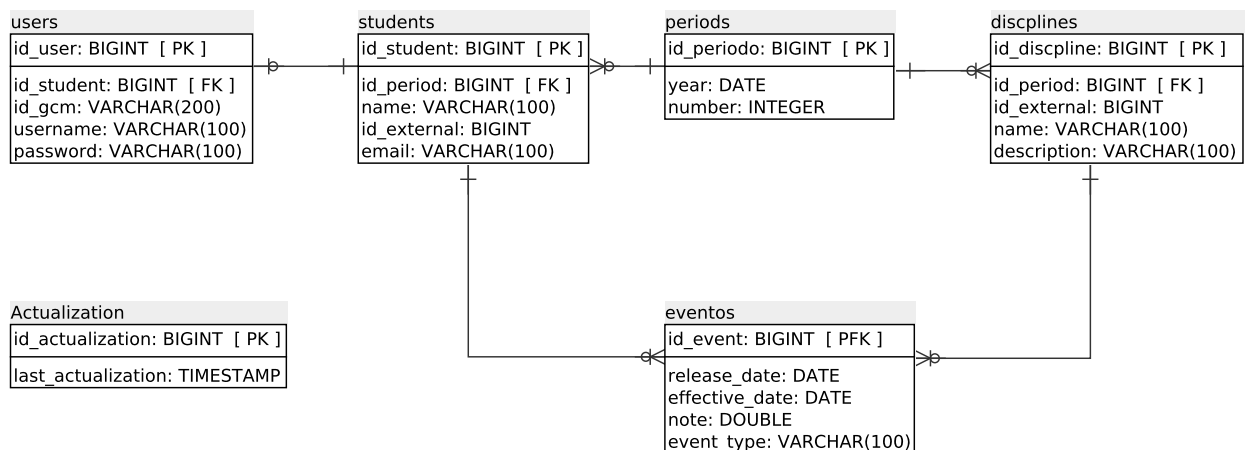 users
id_user: BIGINT [ PK ]
id_student: BIGINT [ FK ]
id_gcm: VARCHAR(200)
username: VARCHAR(100)
password: VARCHAR(100)
students
id_student: BIGINT [ PK ]
id_period: BIGINT [ FK ]
name: VARCHAR(100)
id_external: BIGINT
email: VARCHAR(100)
periods
id_periodo: BIGINT [ PK ]
year: DATE
number: INTEGER
discplines
id_discpline: BIGINT [ PK ]
id_period: BIGINT [ FK ]
id_external: BIGINT
name: VARCHAR(100)
description: VARCHAR(100)
Actualization
id_actualization: BIGINT [ PK ]
last_actualization: TIMESTAMP
eventos
id_event: BIGINT [ PFK ]
release_date: DATE
effective_date: DATE
note: DOUBLE
event_type: VARCHAR(100)